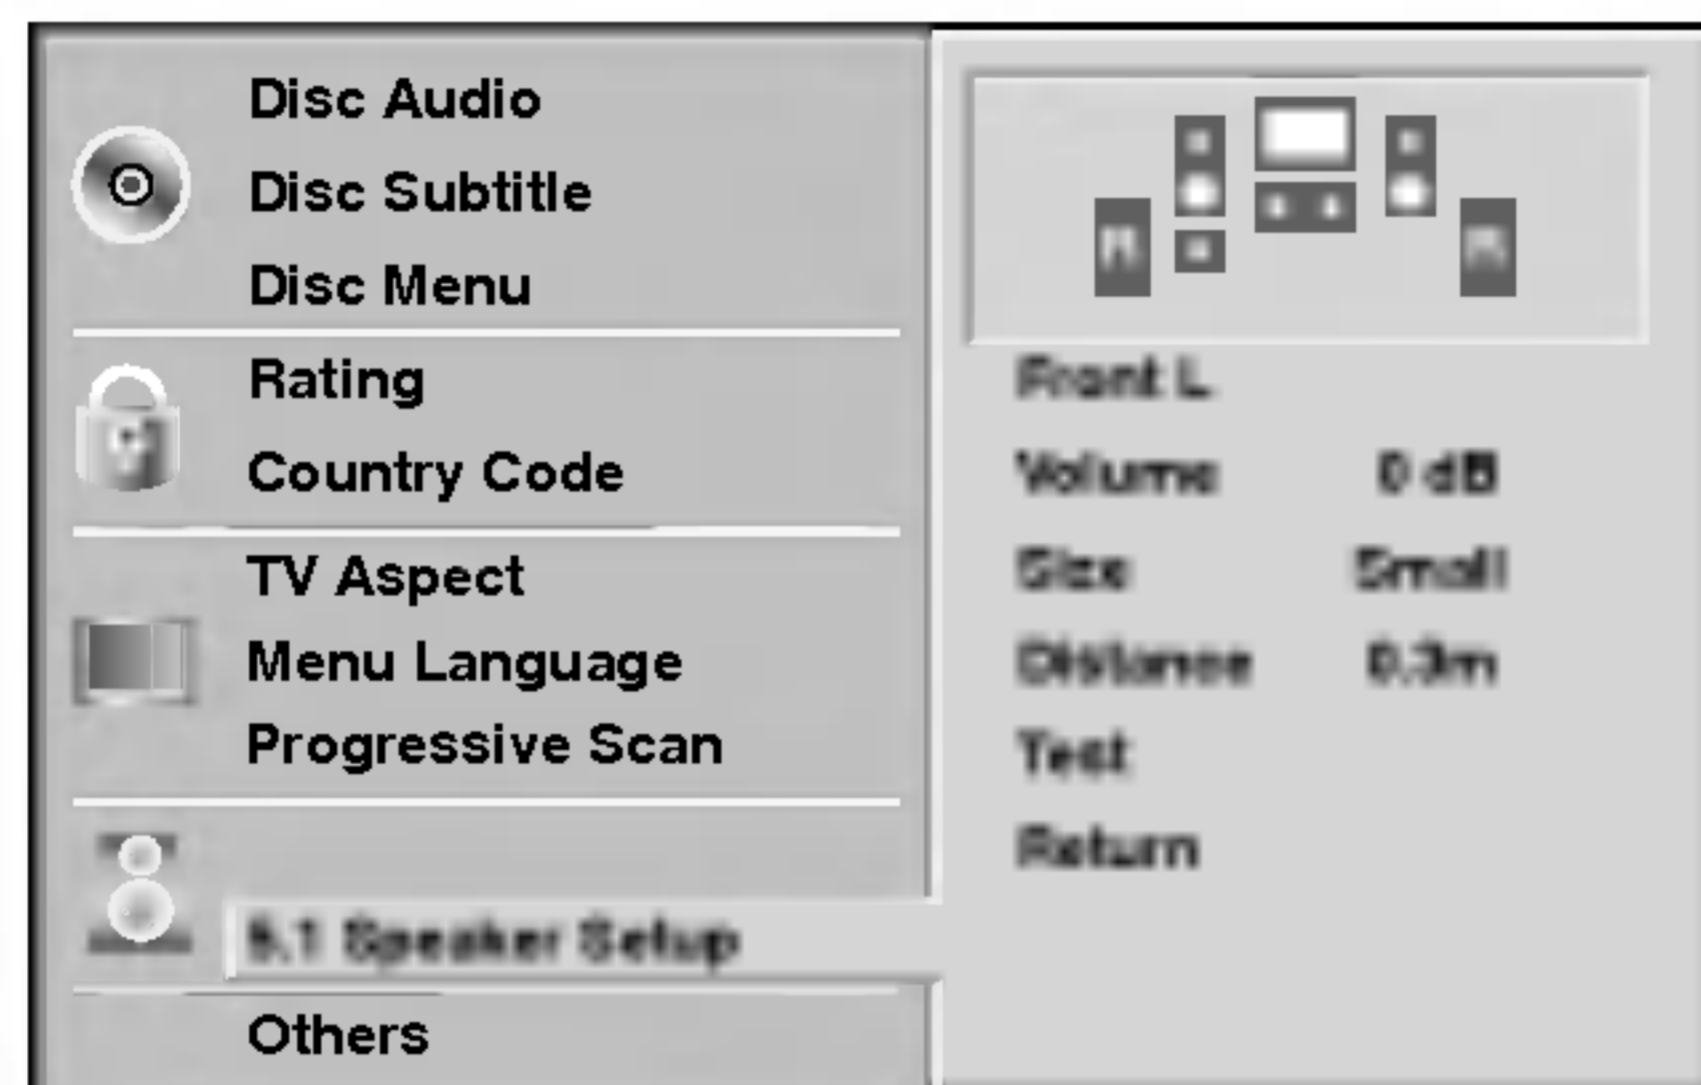 Disc Audio
Disc Subtitle
Disc Menu
Rating
Country Code
TV Aspect
Menu Language
Progressive Scan
5.1 Speaker Setup
Others
Front L
Volume 0 dB
Size Small
Distance 0.3m
Test
Return